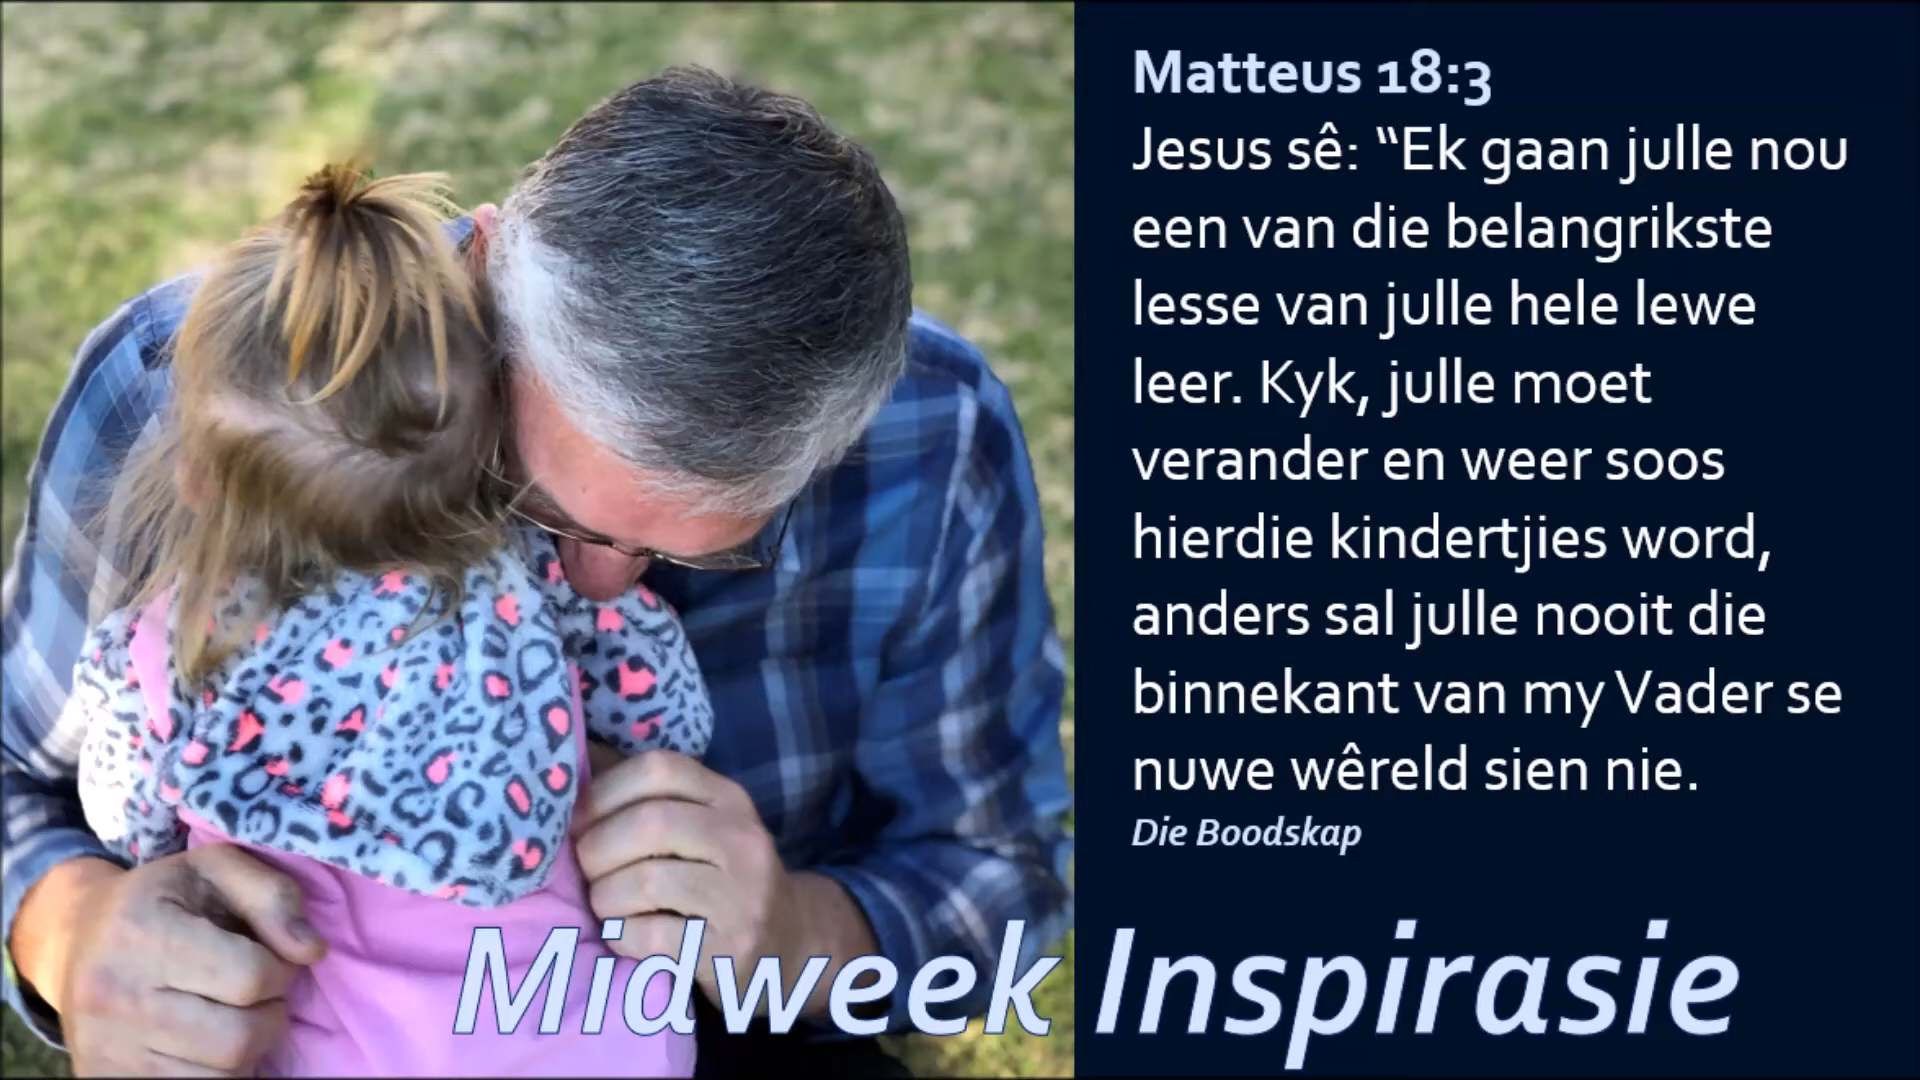 Matteus 18:3
Jesus sê: “Ek gaan julle nou
een van die belangrikste
lesse van julle hele lewe
leer. Kyk, julle moet
verander en weer soos
hierdie kindertjies word,
anders sal julle nooit die
binnekant van my Vader se
nuwe wêreld sien nie.
Die Boodskap
Midweek Inspirasie